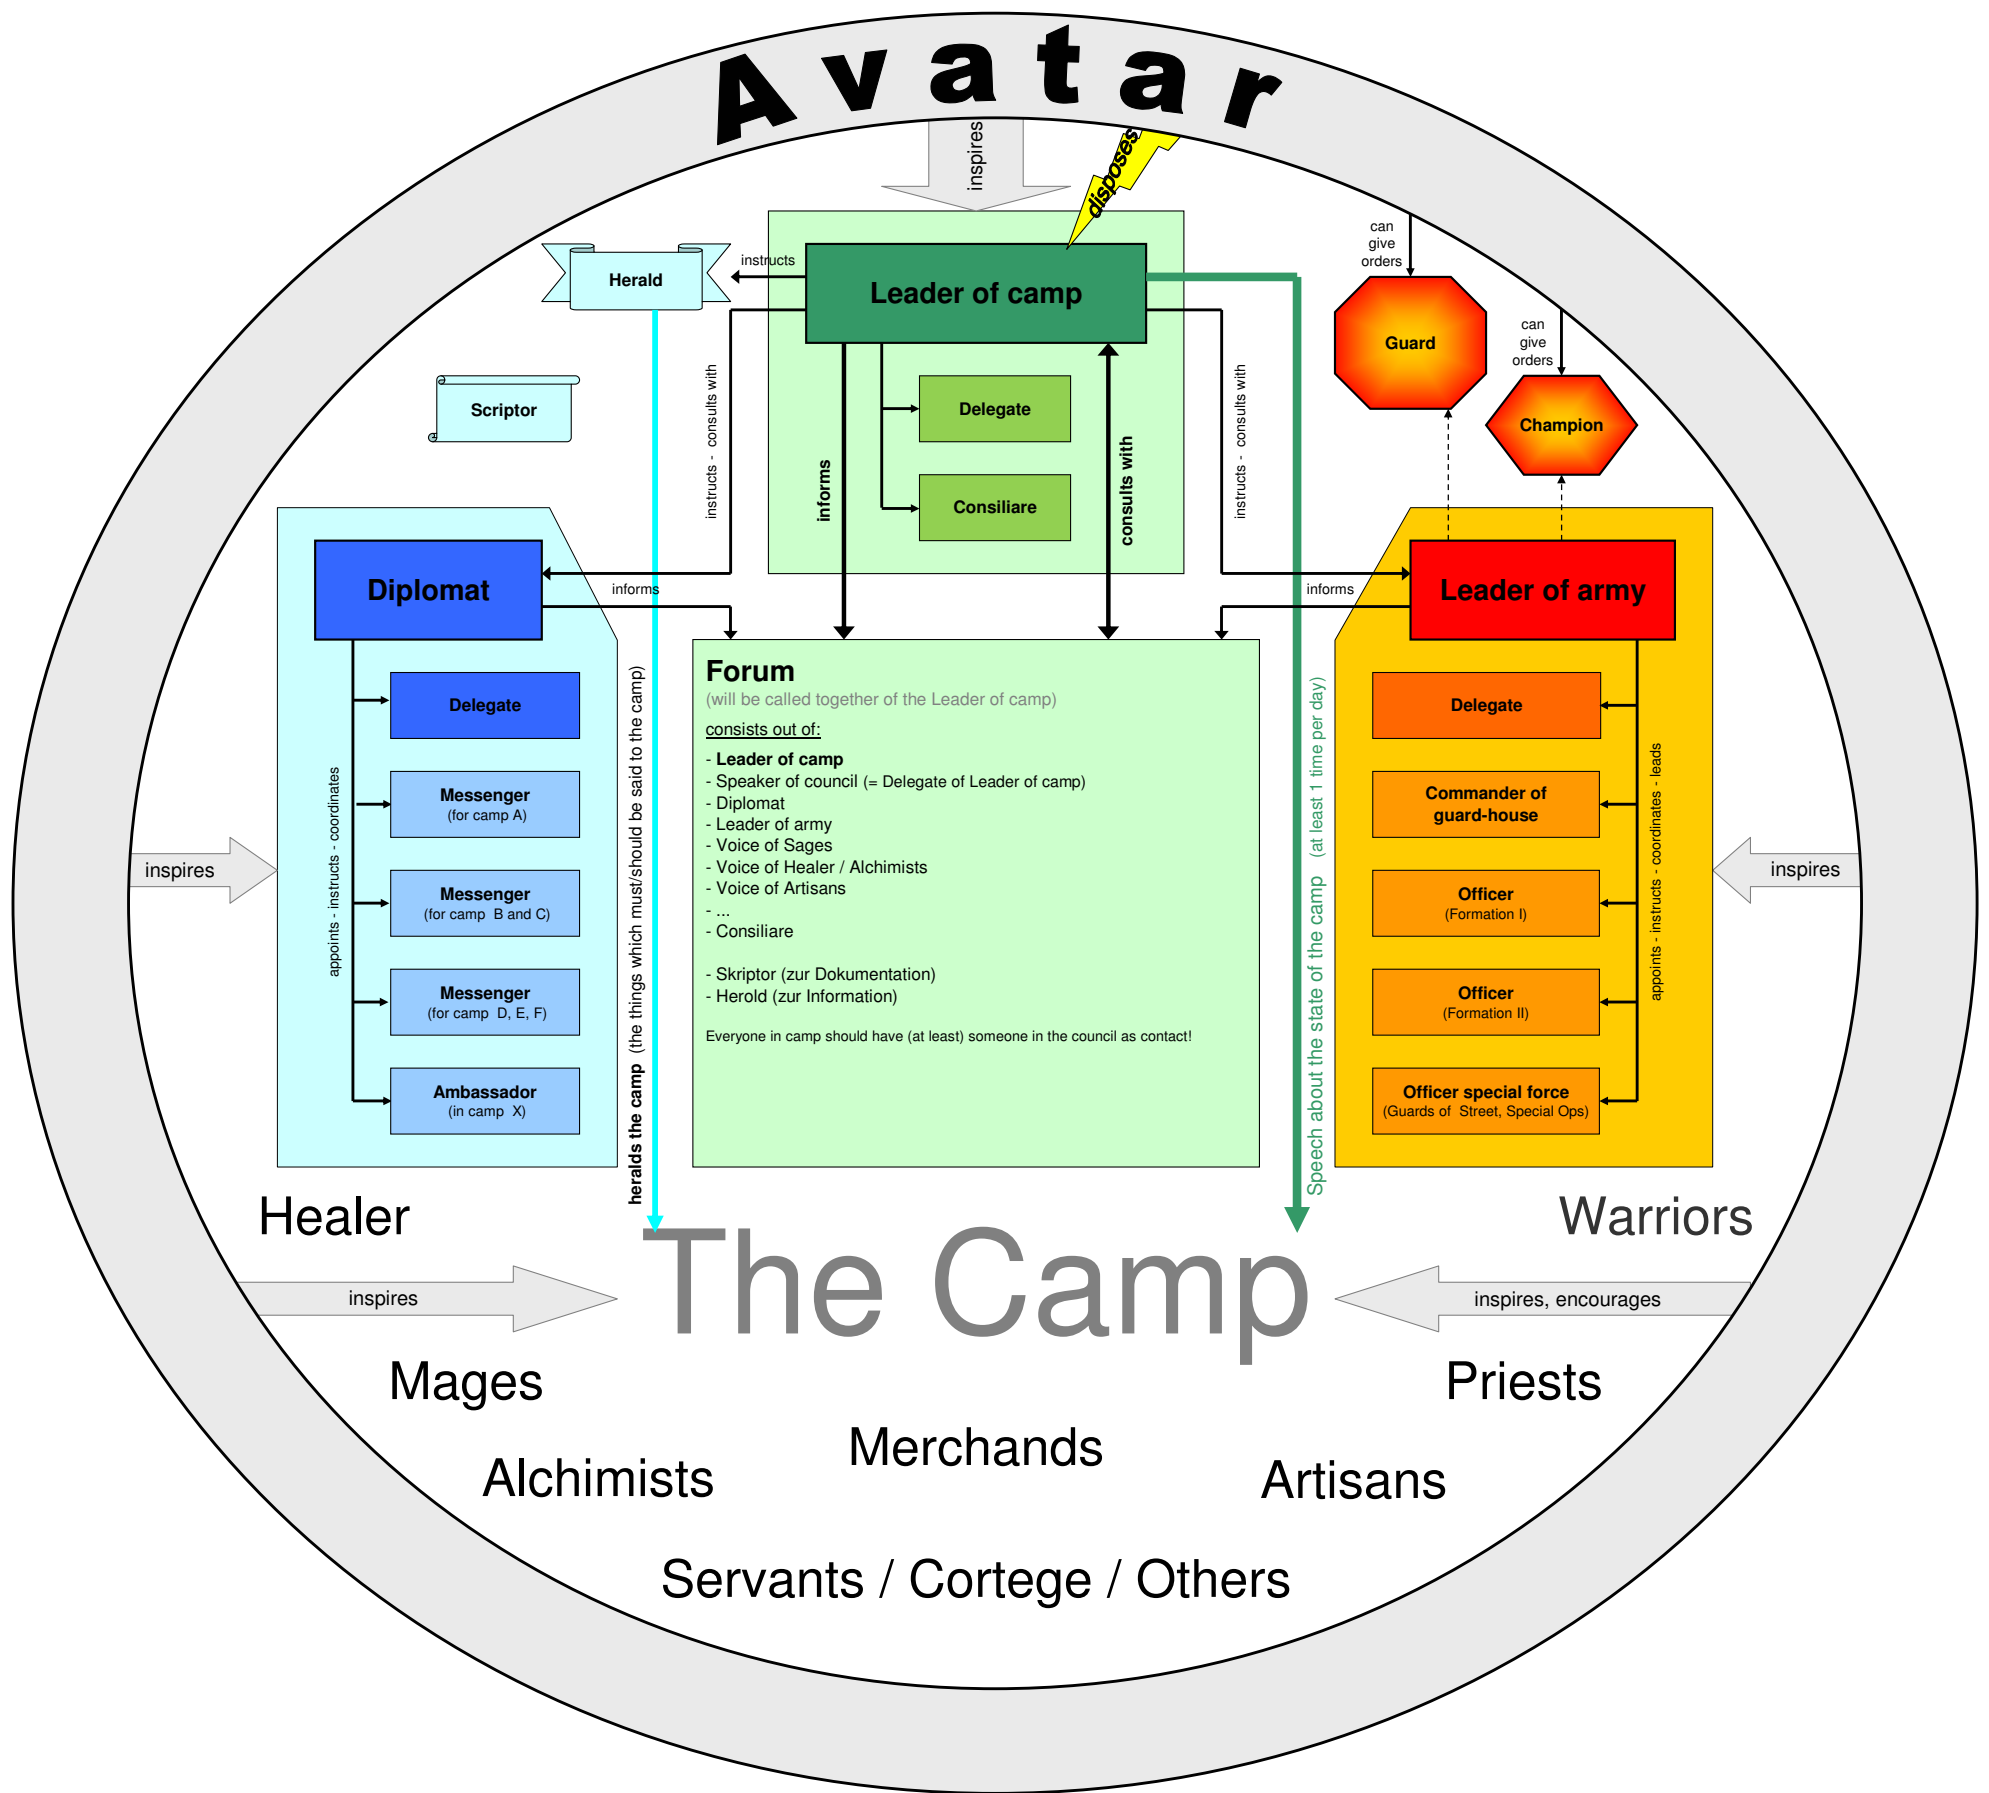 Avatar
inspires
disposes
can
give
orders
Herald
instructs
Leader of camp
Guard
can
give
orders
Scriptor
Delegate
Champion
instructs - consults with
informs
consults with
instructs - consults with
Consiliare
Diplomat
informs
informs
Leader of army
Delegate
Messenger
(for camp A)
Messenger
(for camp B and C)
Messenger
(for camp D, E, F)
Ambassador
(in camp X)
appoints - instructs - coordinates
inspires
heralds the camp (the things which must/should be said to the camp)
Forum
(will be called together of the Leader of camp)
consists out of:
- Leader of camp
- Speaker of council (= Delegate of Leader of camp)
- Diplomat
- Leader of army
- Voice of Sages
- Voice of Healer / Alchimists
- Voice of Artisans
- ...
- Consiliare
- Skriptor (zur Dokumentation)
- Herold (zur Information)
Everyone in camp should have (at least) someone in the council as contact!
Speech about the state of the camp (at least 1 time per day)
Delegate
Commander of
guard-house
Officer
(Formation I)
Officer
(Formation II)
Officer special force
(Guards of Street, Special Ops)
appoints - instructs - coordinates - leads
inspires
Healer
Warriors
inspires
The Camp
inspires, encourages
Mages
Priests
Merchands
Alchimists
Artisans
Servants / Cortege / Others